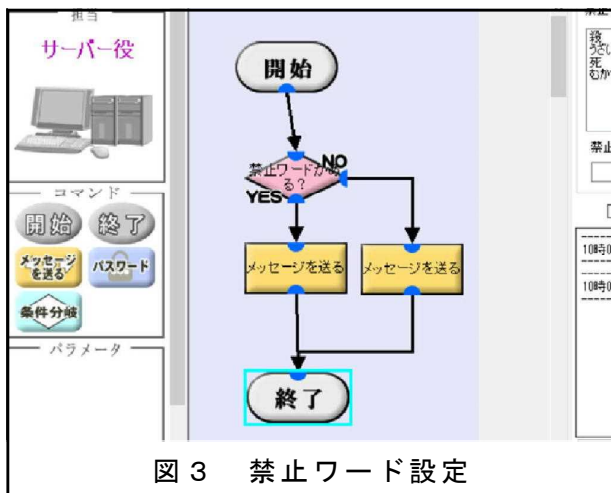 担当
サーバー役
コマンド
開始
終了
メッセージ
を送る
パスワード
条件分岐
パラメータ
開始
禁止ワードがあ
る?
NO
YES
メッセージを送る
メッセージを送る
終了
殺
うざい
死
むか
禁止
10時0
10時0
図3 禁止ワード設定